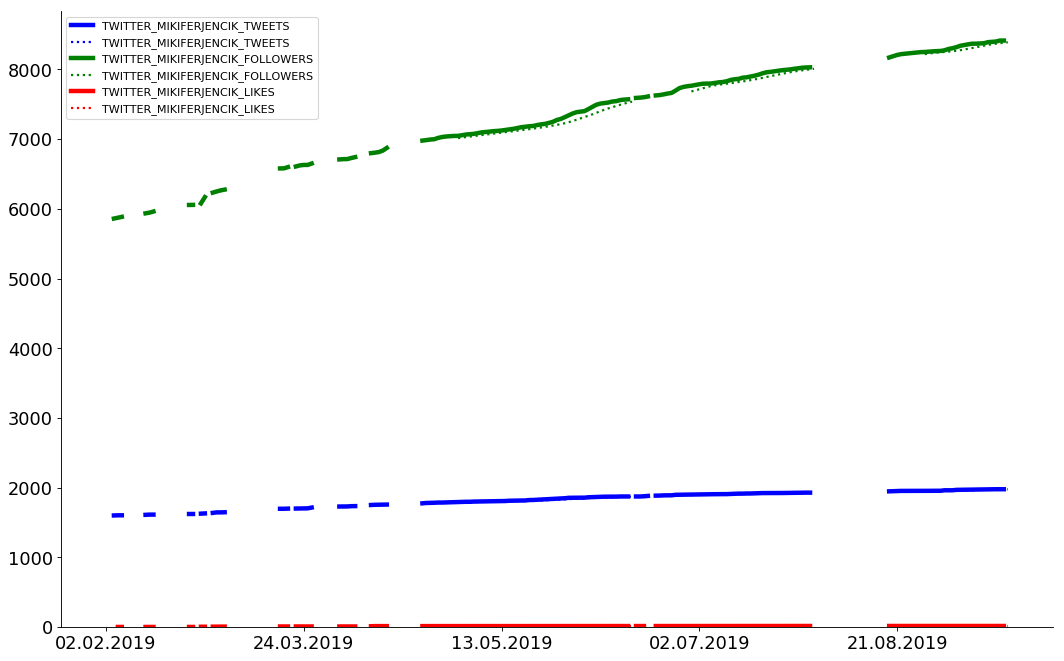 TWITTER_MIKIFERJENCIK_TWEETS
TWITTER_MIKIFERJENCIK_TWEETS
TWITTER_MIKIFERJENCIK_FOLLOWERS
TWITTER_MIKIFERJENCIK_FOLLOWERS
TWITTER_MIKIFERJENCIK_LIKES
TWITTER_MIKIFERJENCIK_LIKES
8000
7000
6000
5000
4000
3000
2000
1000
0
02.02.2019 24.03.2019 13.05.2019 02.07.2019 21.08.2019